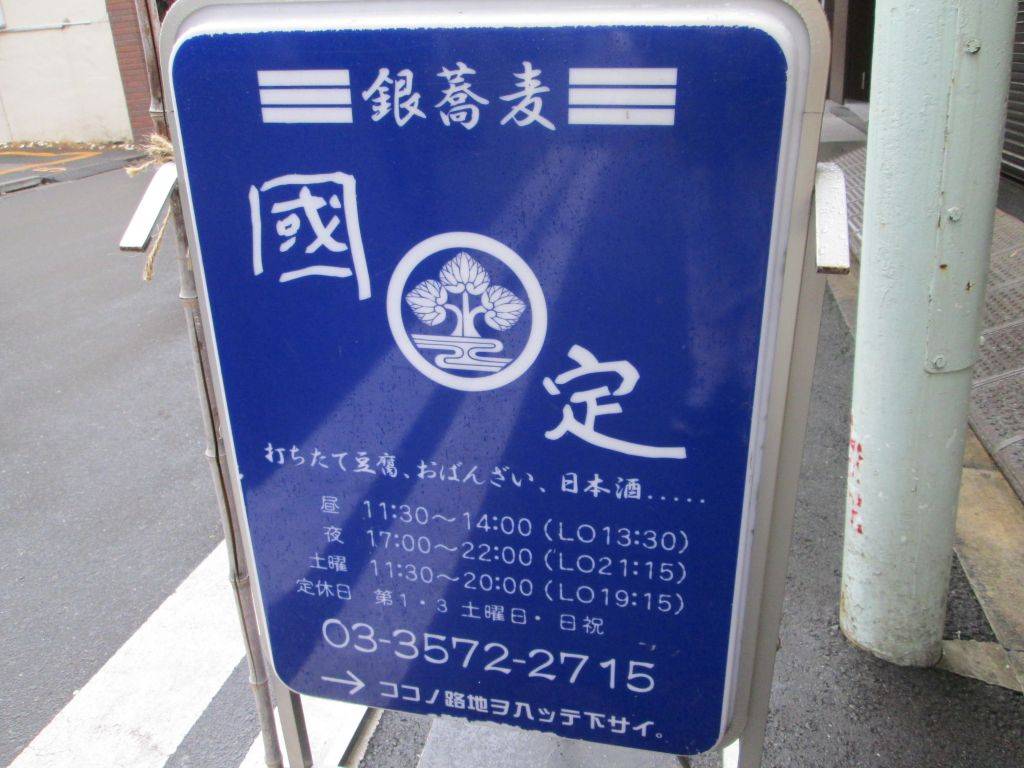 銀蕎麦
國定
打ちたて豆腐、おばんざい、日本酒.....
昼 11:30〜14:00 (LO13:30)
夜 17:00〜22:00 (LO21:15)
土曜 11:30〜20:00 (LO19:15)
定休日 第1・3 土曜日・日祝
03-3572-2715
→ ココノ路地ヲ入ッテ下サイ。